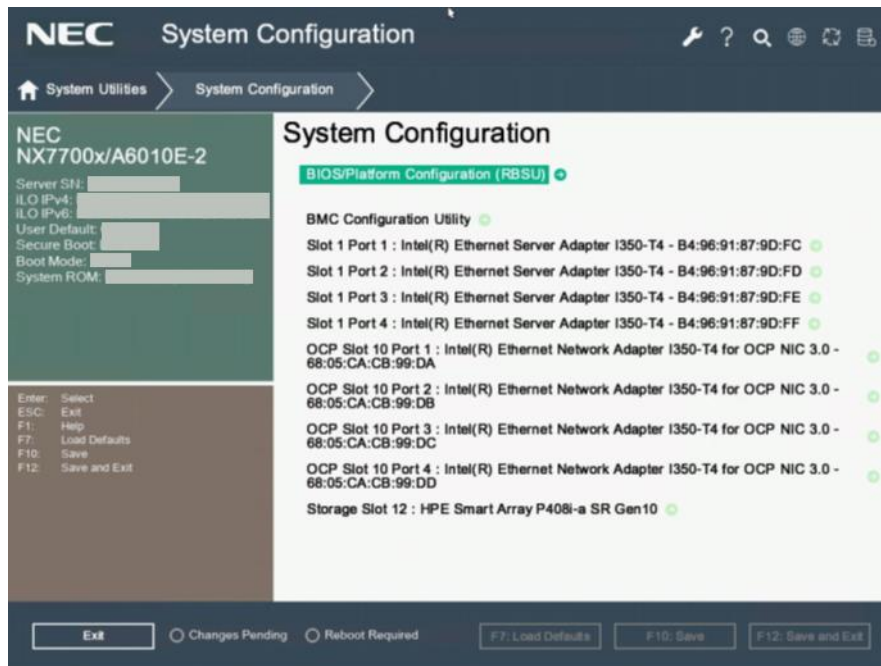 NEC System Configuration
System Utilities System Configuration
NEC
NX7700x/A6010E-2
Server SN:
iLO IPv4:
iLO IPv6:
User Default:
Secure Boot:
Boot Mode:
System ROM:
Enter: Select
ESC: Exit
F1: Help
F7: Load Defaults
F10: Save
F12: Save and Exit
System Configuration
BIOS/Platform Configuration (RBSU)
BMC Configuration Utility
Slot 1 Port 1 : Intel(R) Ethernet Server Adapter I350-T4 - B4:96:91:87:9D:FC
Slot 1 Port 2 : Intel(R) Ethernet Server Adapter I350-T4 - B4:96:91:87:9D:FD
Slot 1 Port 3 : Intel(R) Ethernet Server Adapter I350-T4 - B4:96:91:87:9D:FE
Slot 1 Port 4 : Intel(R) Ethernet Server Adapter I350-T4 - B4:96:91:87:9D:FF
OCP Slot 10 Port 1 : Intel(R) Ethernet Network Adapter I350-T4 for OCP NIC 3.0 -
68:05:CA:CB:99:DA
OCP Slot 10 Port 2 : Intel(R) Ethernet Network Adapter I350-T4 for OCP NIC 3.0 -
68:05:CA:CB:99:DB
OCP Slot 10 Port 3 : Intel(R) Ethernet Network Adapter I350-T4 for OCP NIC 3.0 -
68:05:CA:CB:99:DC
OCP Slot 10 Port 4 : Intel(R) Ethernet Network Adapter I350-T4 for OCP NIC 3.0 -
68:05:CA:CB:99:DD
Storage Slot 12 : HPE Smart Array P408i-a SR Gen10
Exit Changes Pending Reboot Required F7: Load Defaults F10: Save F12: Save and Exit